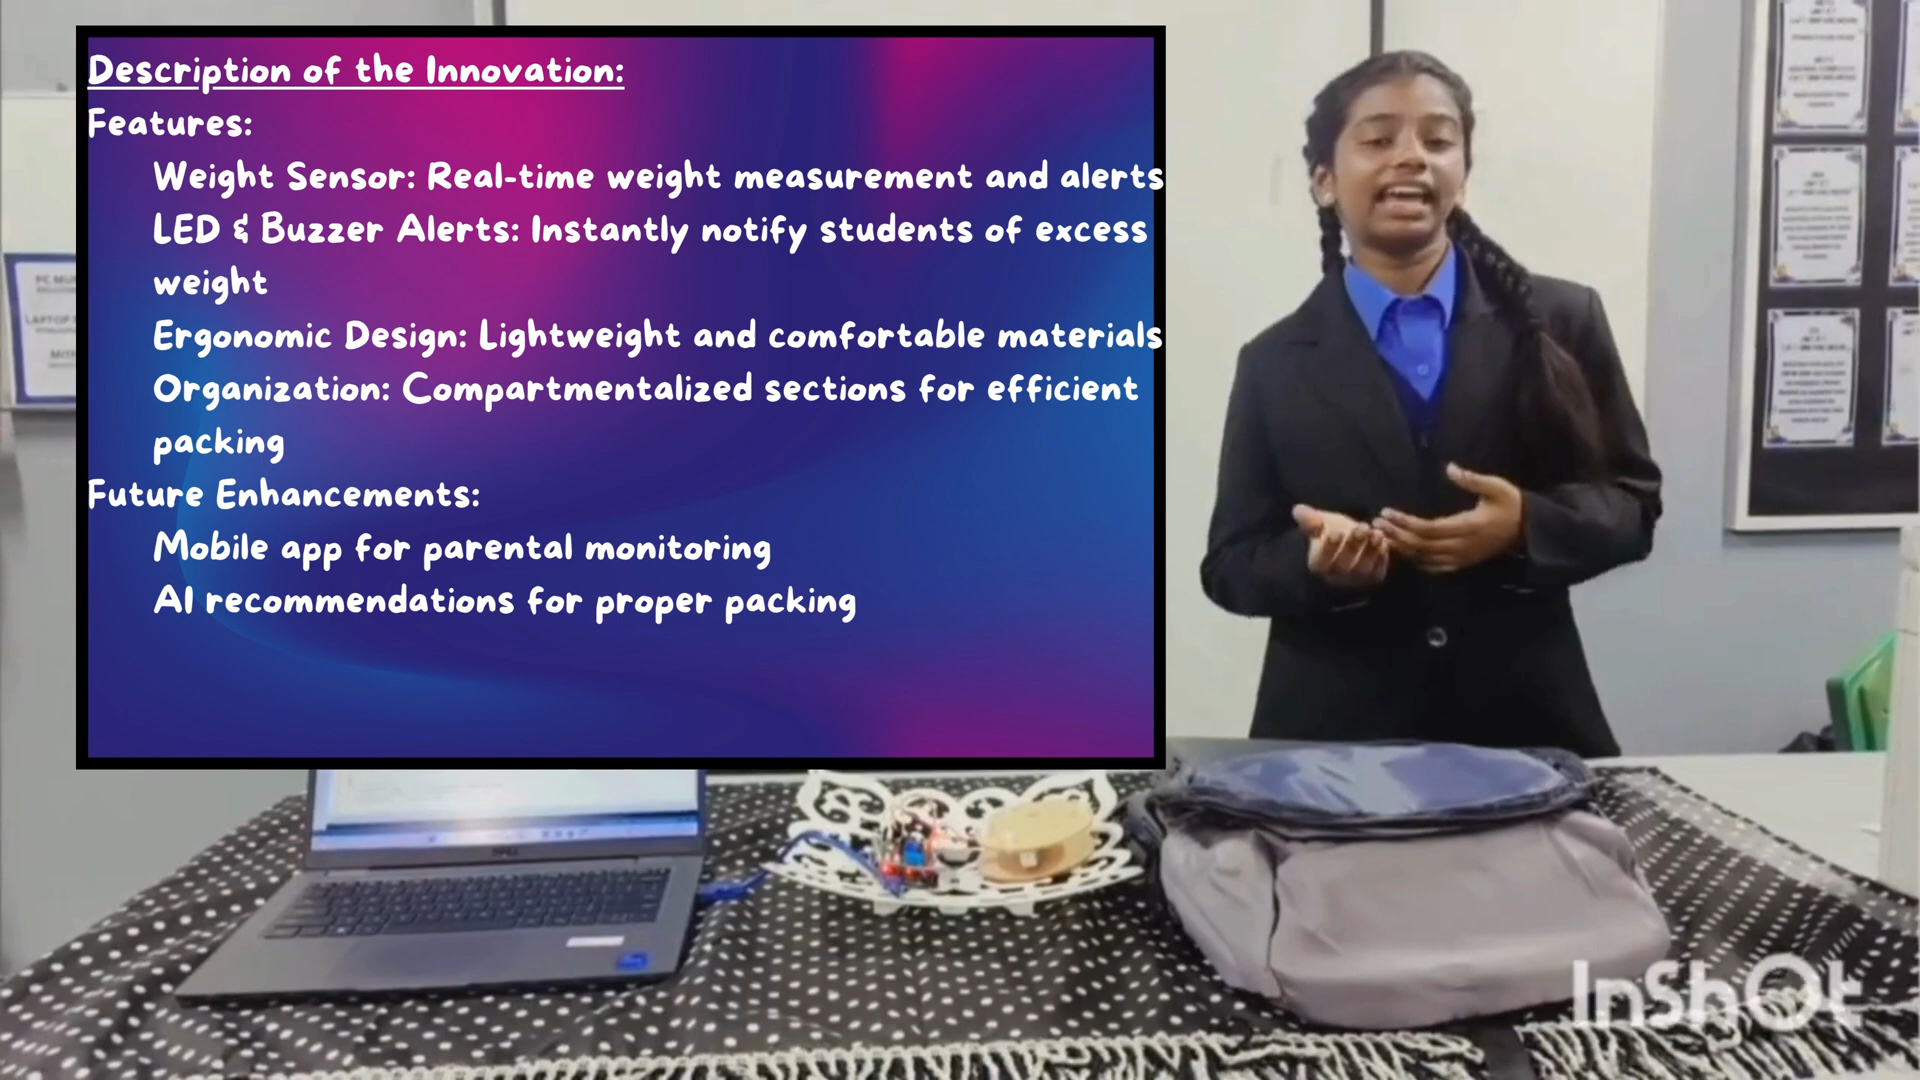 Description of the Innovation:
Features:
Weight Sensor: Real-time weight measurement and alerts
LED & Buzzer Alerts: Instantly notify students of excess
weight
Ergonomic Design: Lightweight and comfortable materials
Organization: Compartmentalized sections for efficient
packing
Future Enhancements:
Mobile app for parental monitoring
AI recommendations for proper packing
DELL
InShOt